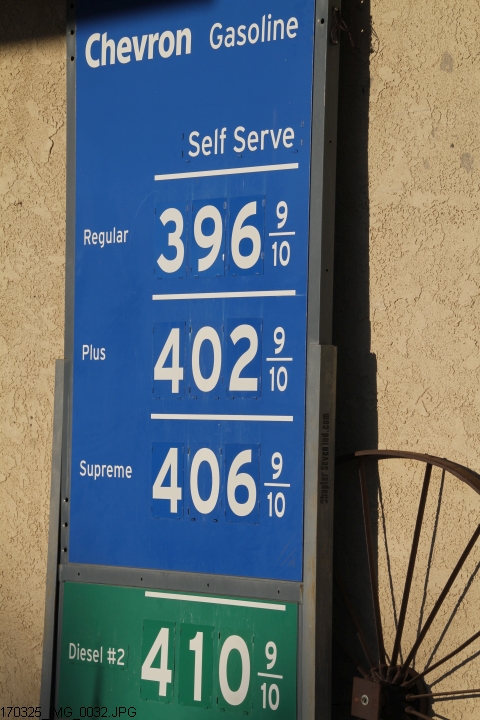 Chevron Gasoline
Self Serve
Regular 396 9/10
Plus 402 9/10
Supreme 406 9/10
Diesel #2 410 9/10
170325_IMG_0032.JPG